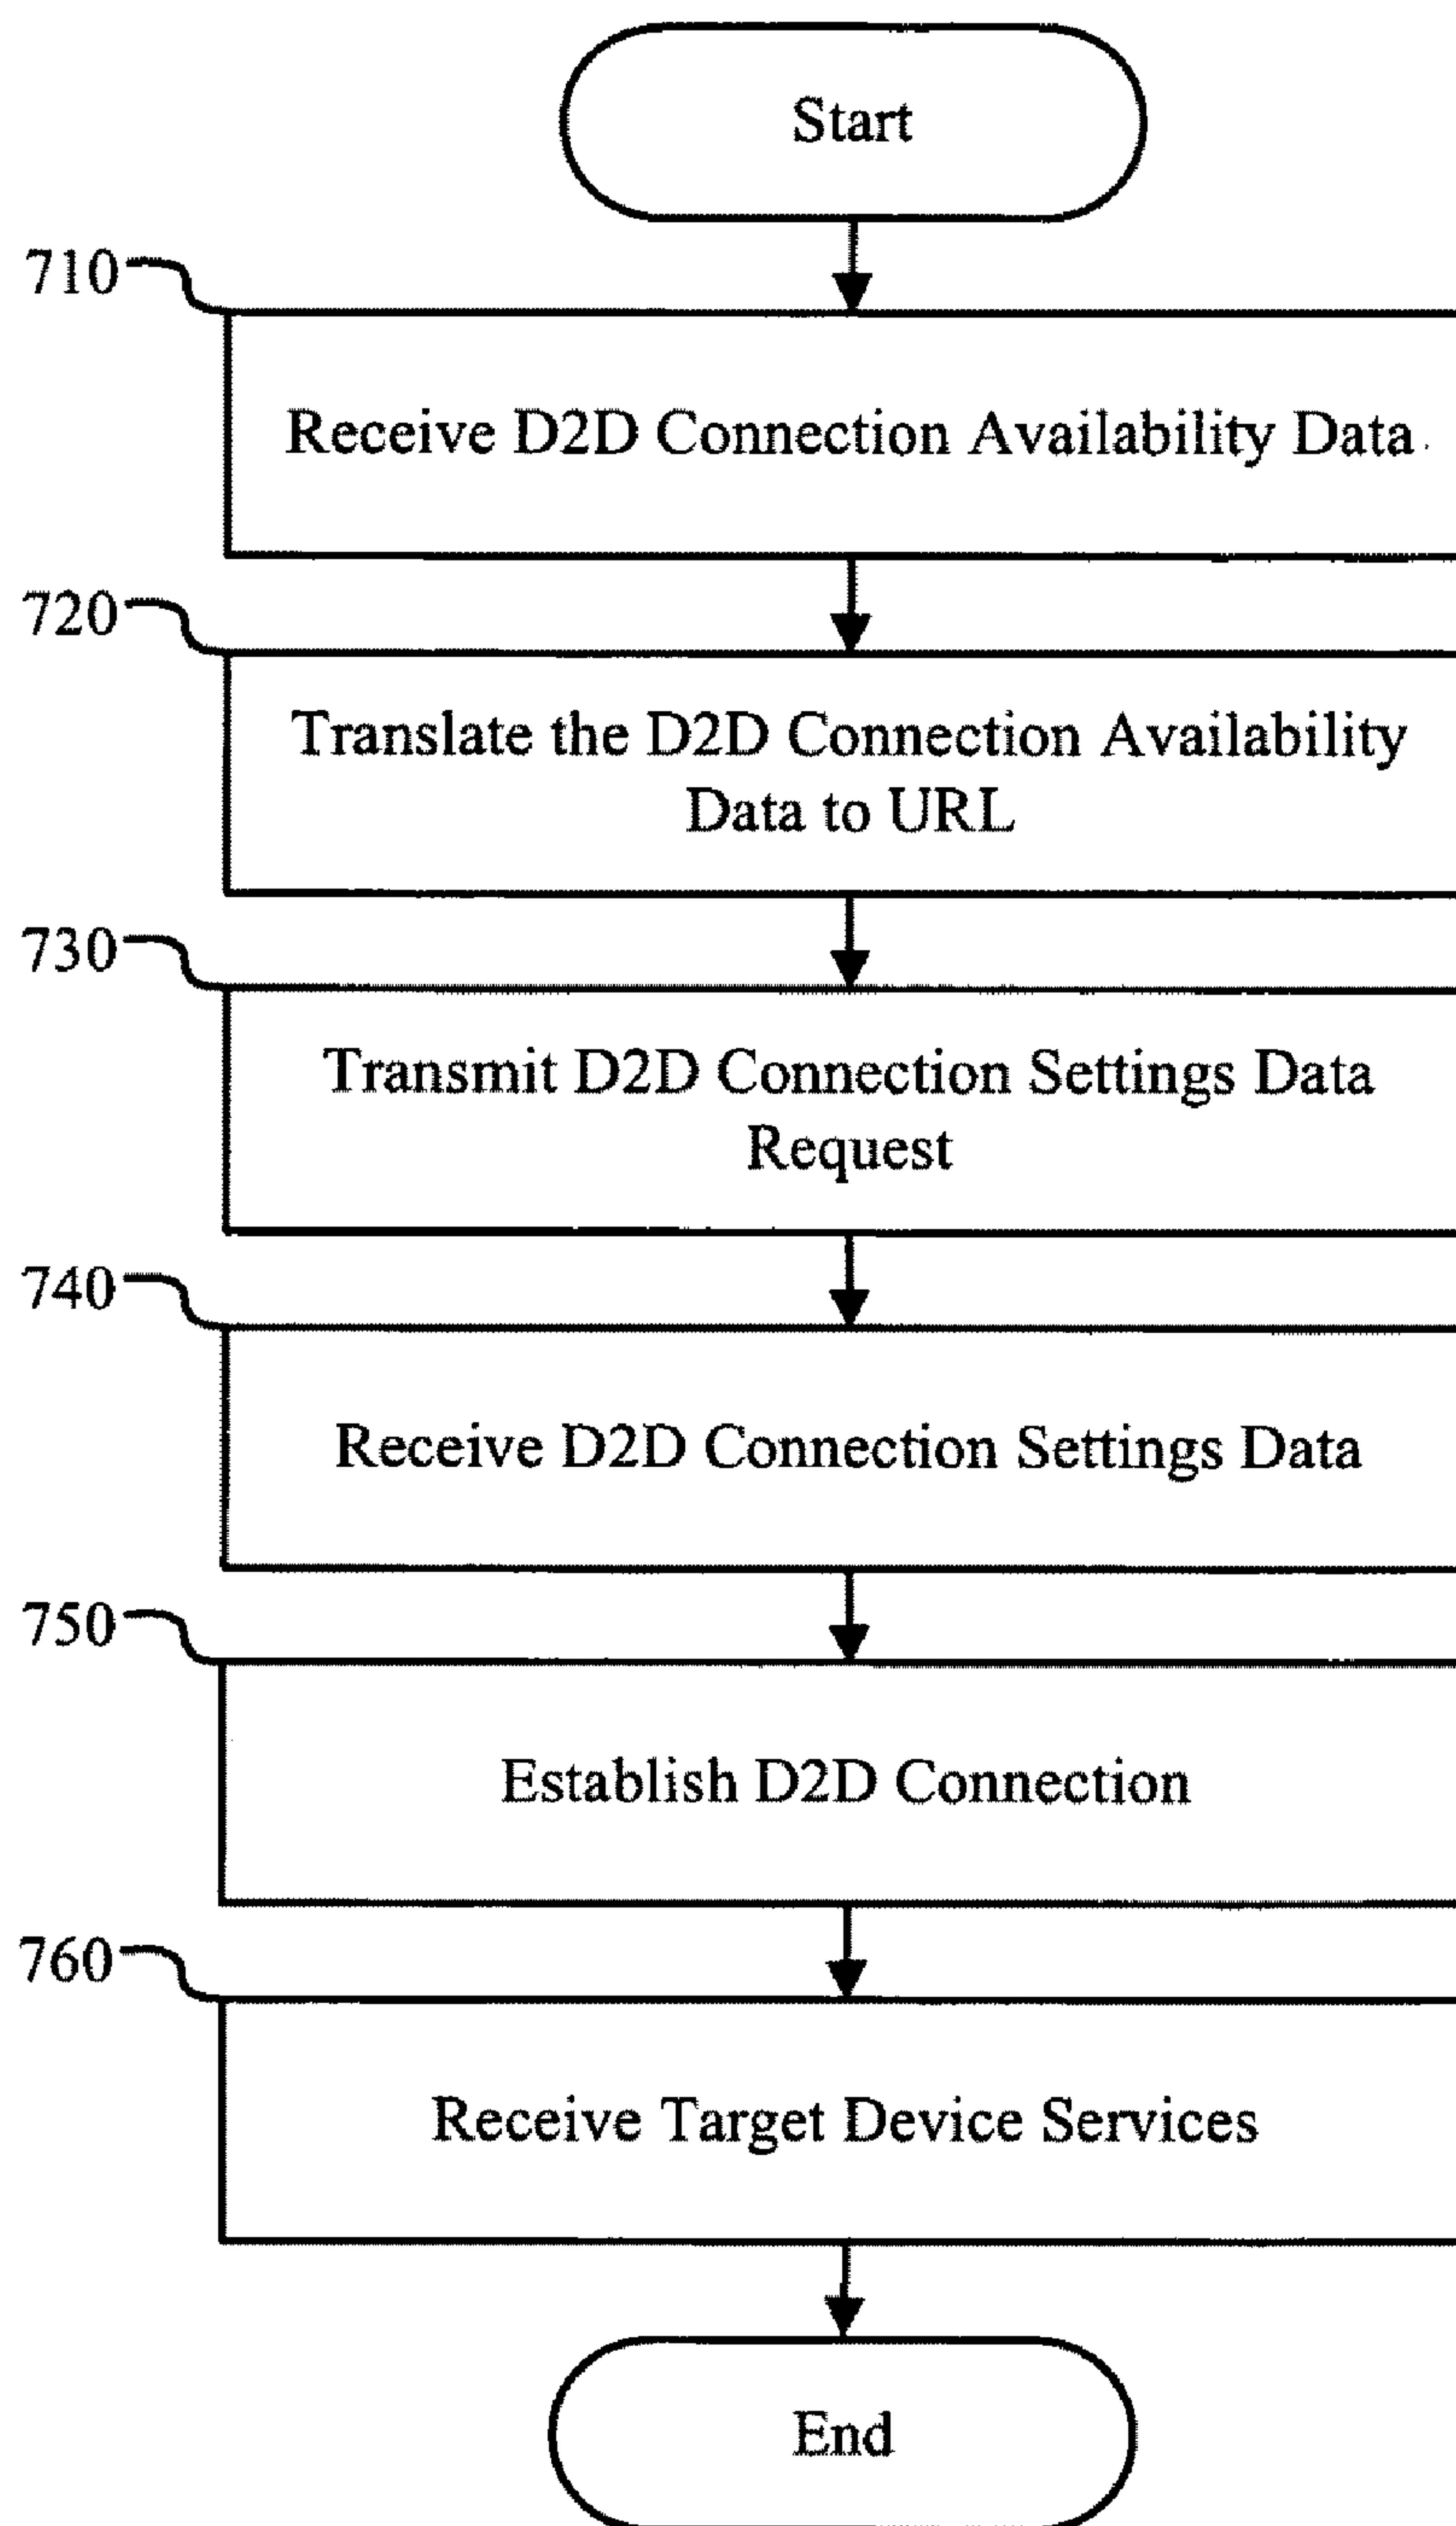 Start
710
Receive D2D Connection Availability Data
720
Translate the D2D Connection Availability
Data to URL
730
Transmit D2D Connection Settings Data
Request
740
Receive D2D Connection Settings Data
750
Establish D2D Connection
760
Receive Target Device Services
End